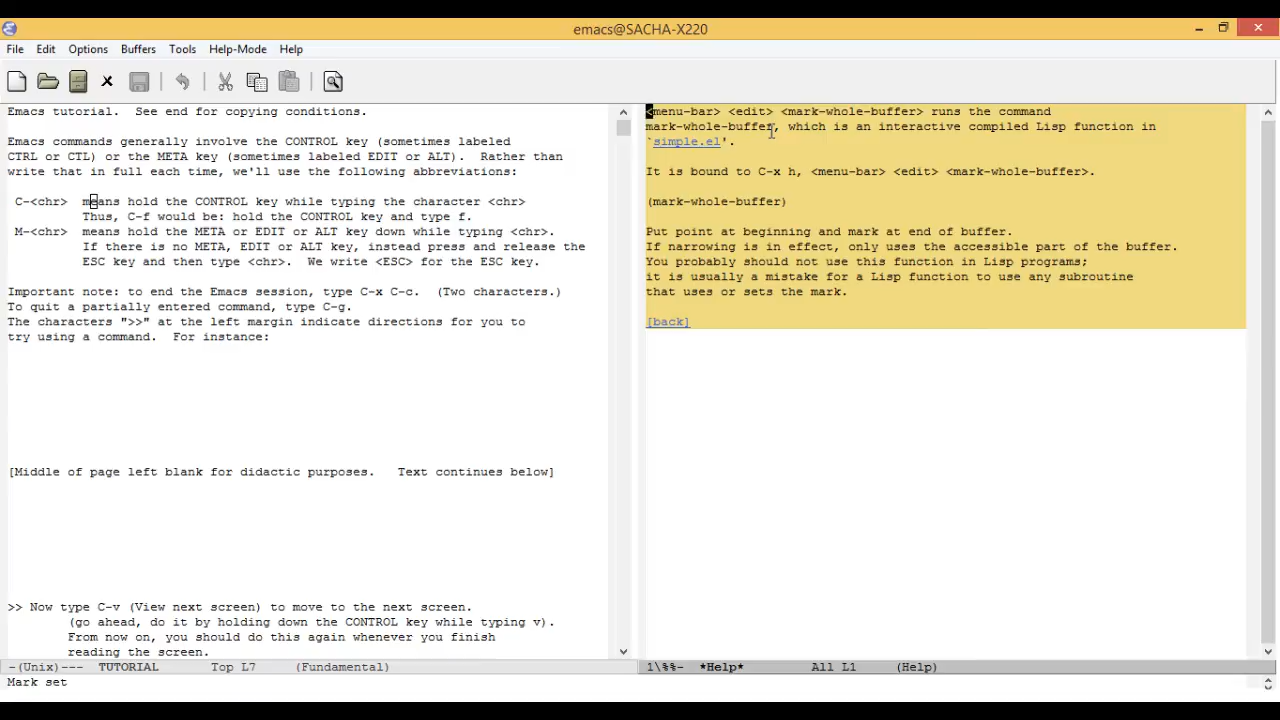 emacs@SACHA-X220
File Edit Options Buffers Tools Help-Mode Help
Emacs tutorial.  See end for copying conditions.
Emacs commands generally involve the CONTROL key (sometimes labeled
CTRL or CTL) or the META key (sometimes labeled EDIT or ALT).  Rather than
write that in full each time, we'll use the following abbreviations:
C-<chr>  means hold the CONTROL key while typing the character <chr>
Thus, C-f would be: hold the CONTROL key and type f.
M-<chr>  means hold the META or EDIT or ALT key down while typing <chr>.
If there is no META, EDIT or ALT key, instead press and release the
ESC key and then type <chr>.  We write <ESC> for the ESC key.
Important note: to end the Emacs session, type C-x C-c.  (Two characters.)
To quit a partially entered command, type C-g.
The characters ">>" at the left margin indicate directions for you to
try using a command.  For instance:
[Middle of page left blank for didactic purposes.   Text continues below]
>> Now type C-v (View next screen) to move to the next screen.
(go ahead, do it by holding down the CONTROL key while typing v).
From now on, you should do this again whenever you finish
reading the screen.
-(Unix)---  TUTORIAL       Top L7     (Fundamental)
Mark set
<menu-bar> <edit> <mark-whole-buffer> runs the command
mark-whole-buffer, which is an interactive compiled Lisp function in
`simple.el'.
It is bound to C-x h, <menu-bar> <edit> <mark-whole-buffer>.
(mark-whole-buffer)
Put point at beginning and mark at end of buffer.
If narrowing is in effect, only uses the accessible part of the buffer.
You probably should not use this function in Lisp programs;
it is usually a mistake for a Lisp function to use any subroutine
that uses or sets the mark.
[back]
1\%%-  *Help*         All L1     (Help)